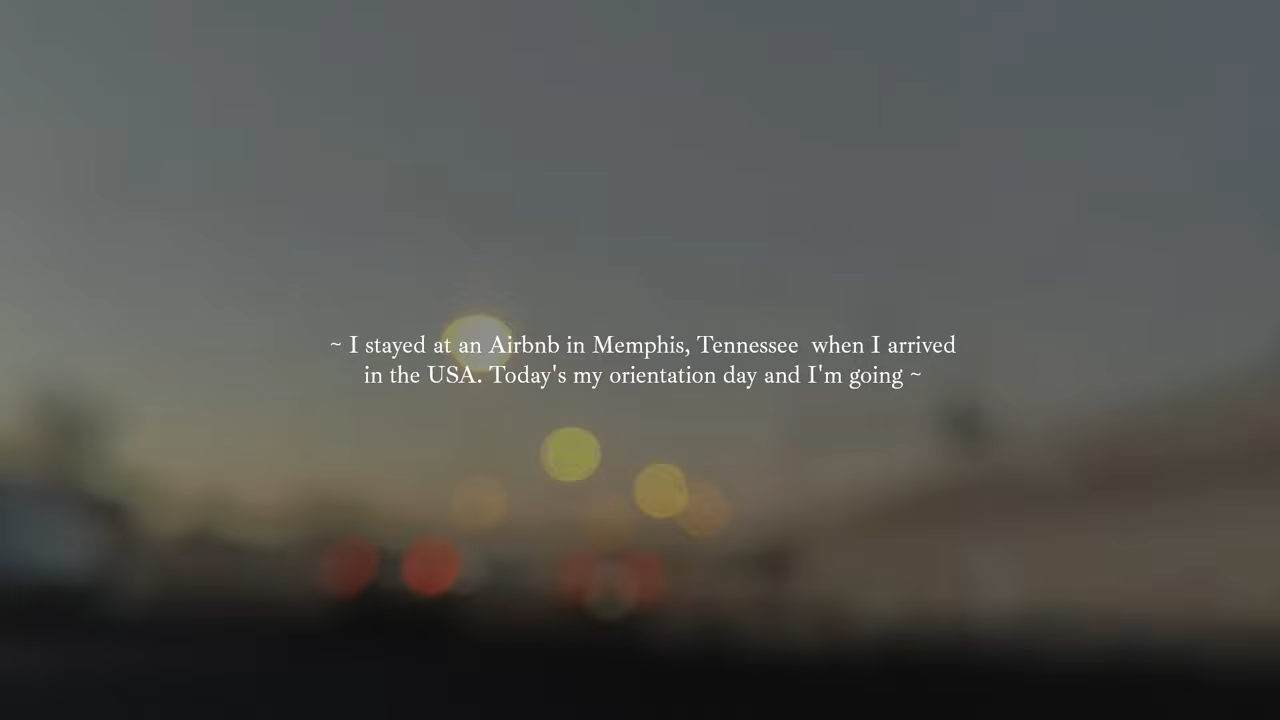 ~ I stayed at an Airbnb in Memphis, Tennessee  when I arrived
in the USA. Today's my orientation day and I'm going ~